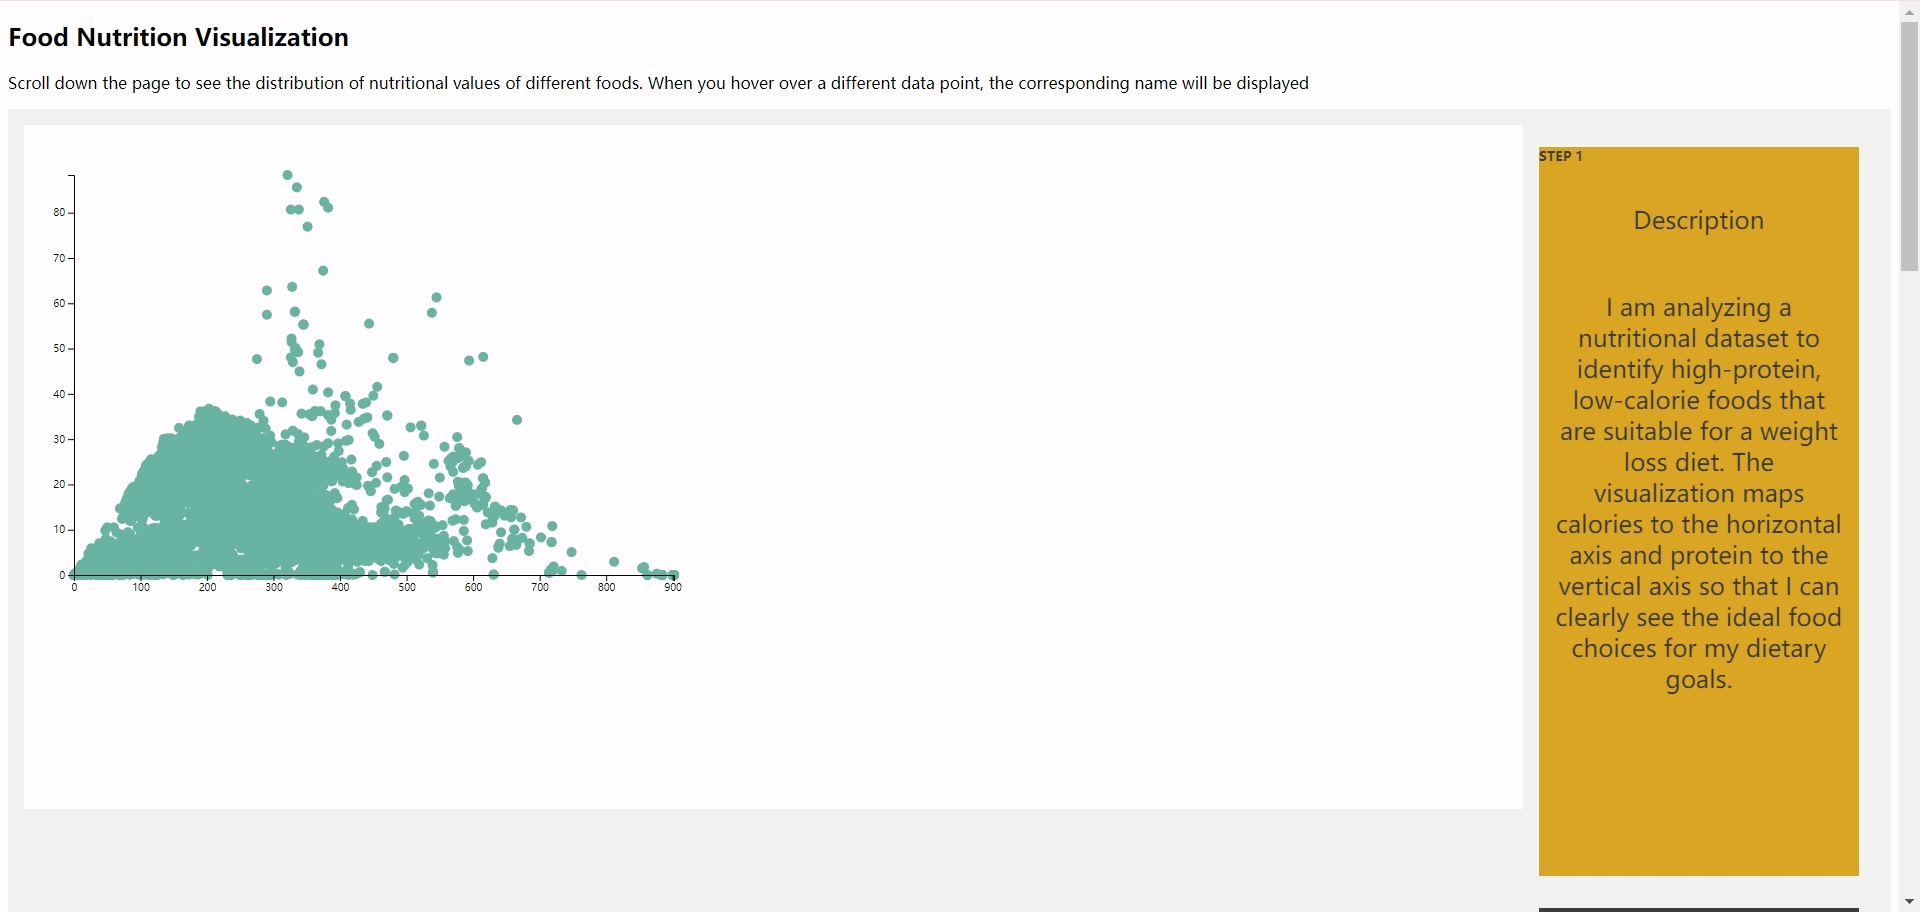 Food Nutrition Visualization
Scroll down the page to see the distribution of nutritional values of different foods. When you hover over a different data point, the corresponding name will be displayed
80
70
60
50
40
30
20
10
0
0 100 200 300 400 500 600 700 800 900
STEP 1
Description
I am analyzing a
nutritional dataset to
identify high-protein,
low-calorie foods that
are suitable for a weight
loss diet. The
visualization maps
calories to the horizontal
axis and protein to the
vertical axis so that I can
clearly see the ideal food
choices for my dietary
goals.